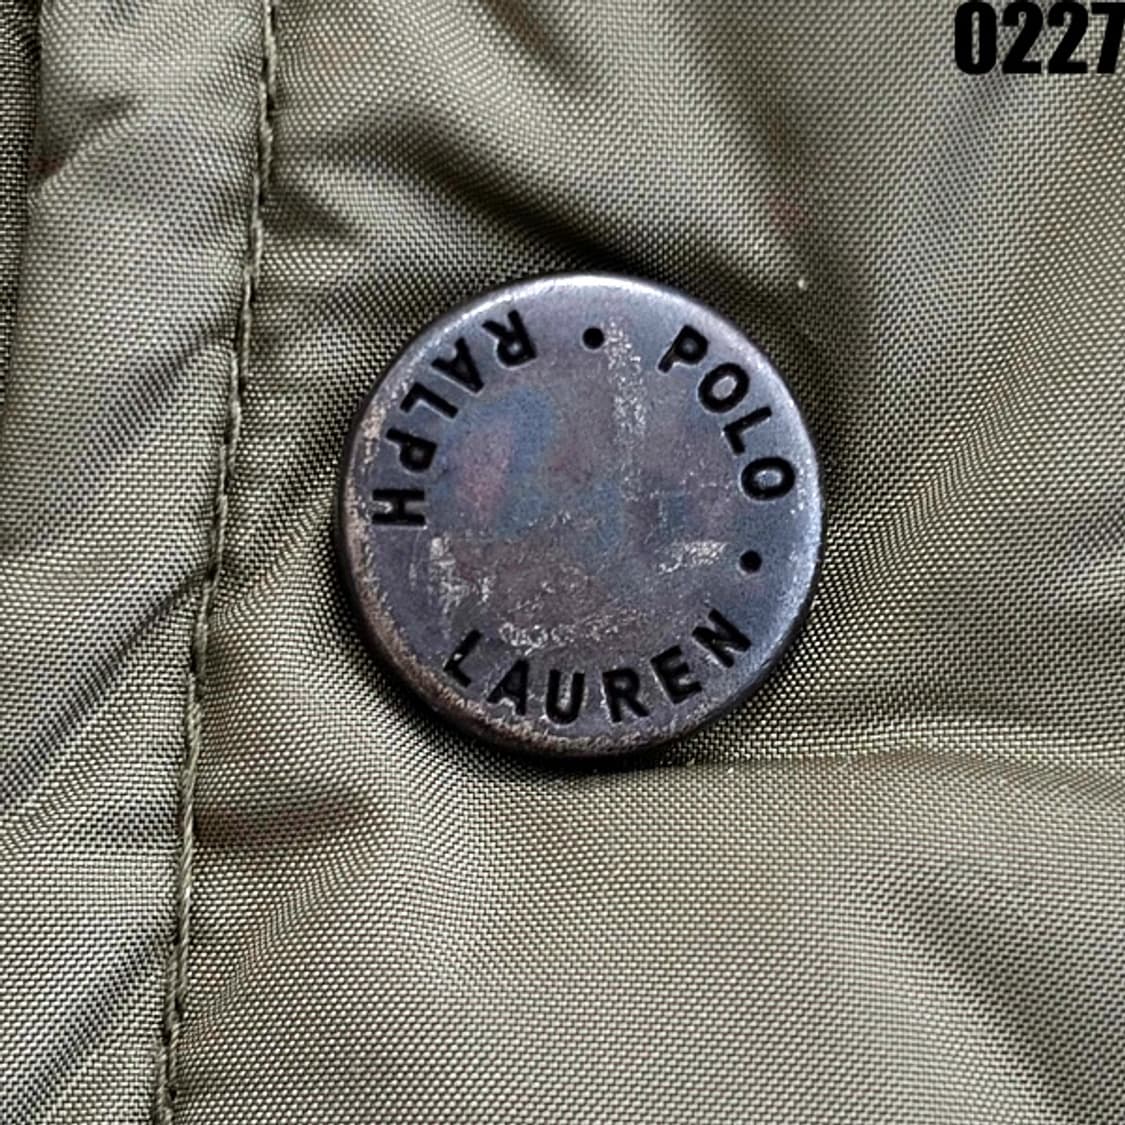 0227
POLO • RALPH LAUREN •